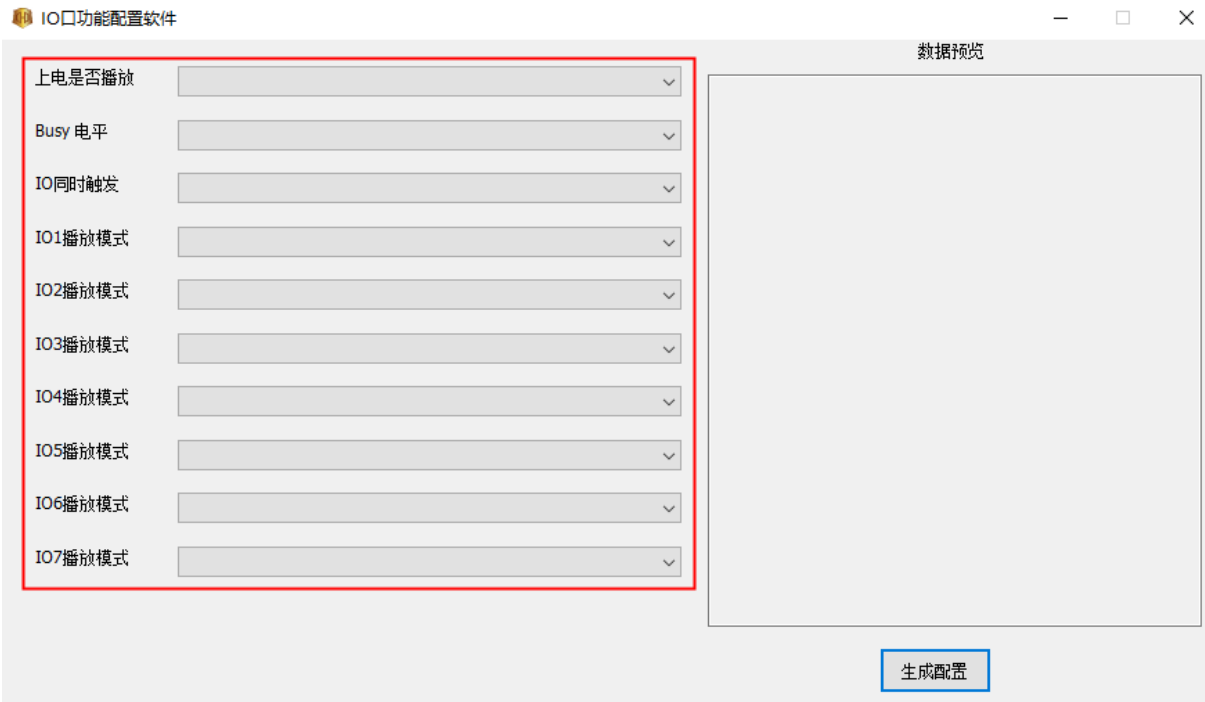 IO口功能配置软件
数据预览
上电是否播放
Busy 电平
IO同时触发
IO1播放模式
IO2播放模式
IO3播放模式
IO4播放模式
IO5播放模式
IO6播放模式
IO7播放模式
生成配置